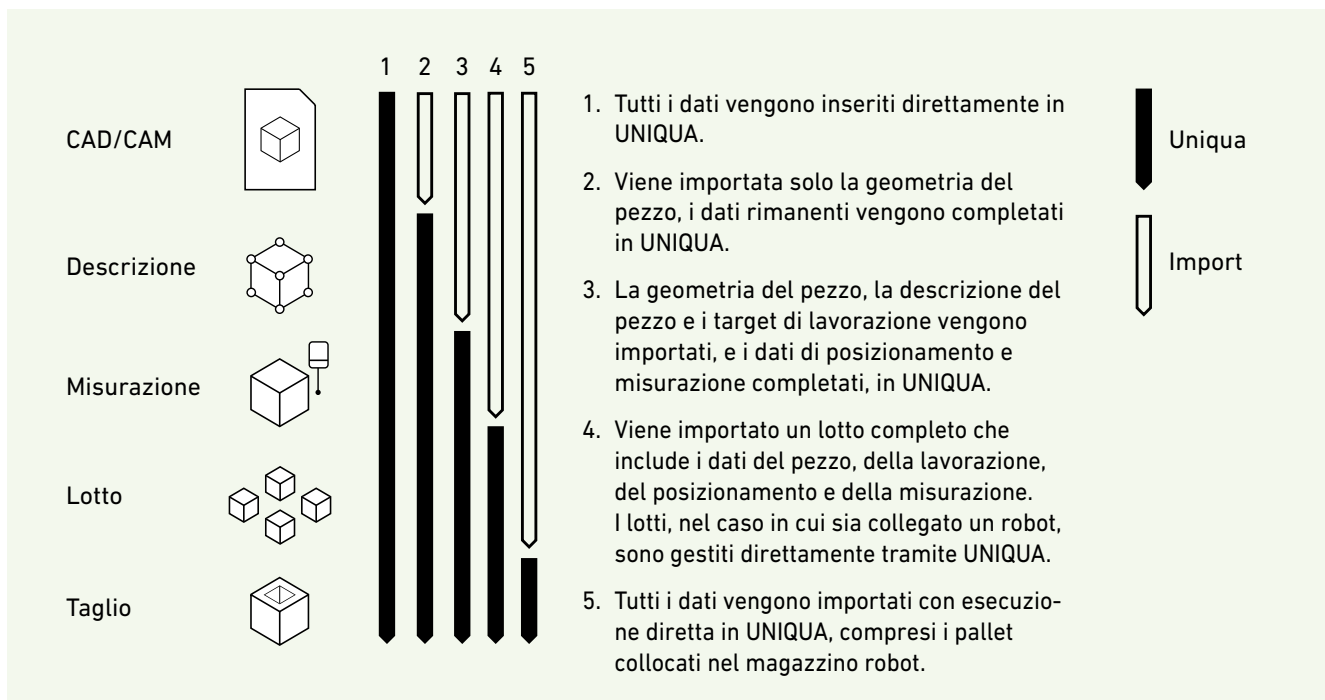 1 2 3 4 5
CAD/CAM
Descrizione
Misurazione
Lotto
Taglio
1. Tutti i dati vengono inseriti direttamente in
UNIQUA.
2. Viene importata solo la geometria del
pezzo, i dati rimanenti vengono completati
in UNIQUA.
3. La geometria del pezzo, la descrizione del
pezzo e i target di lavorazione vengono
importati, e i dati di posizionamento e
misurazione completati, in UNIQUA.
4. Viene importato un lotto completo che
include i dati del pezzo, della lavorazione,
del posizionamento e della misurazione.
I lotti, nel caso in cui sia collegato un robot,
sono gestiti direttamente tramite UNIQUA.
5. Tutti i dati vengono importati con esecuzio-
ne diretta in UNIQUA, compresi i pallet
collocati nel magazzino robot.
Uniqua
Import